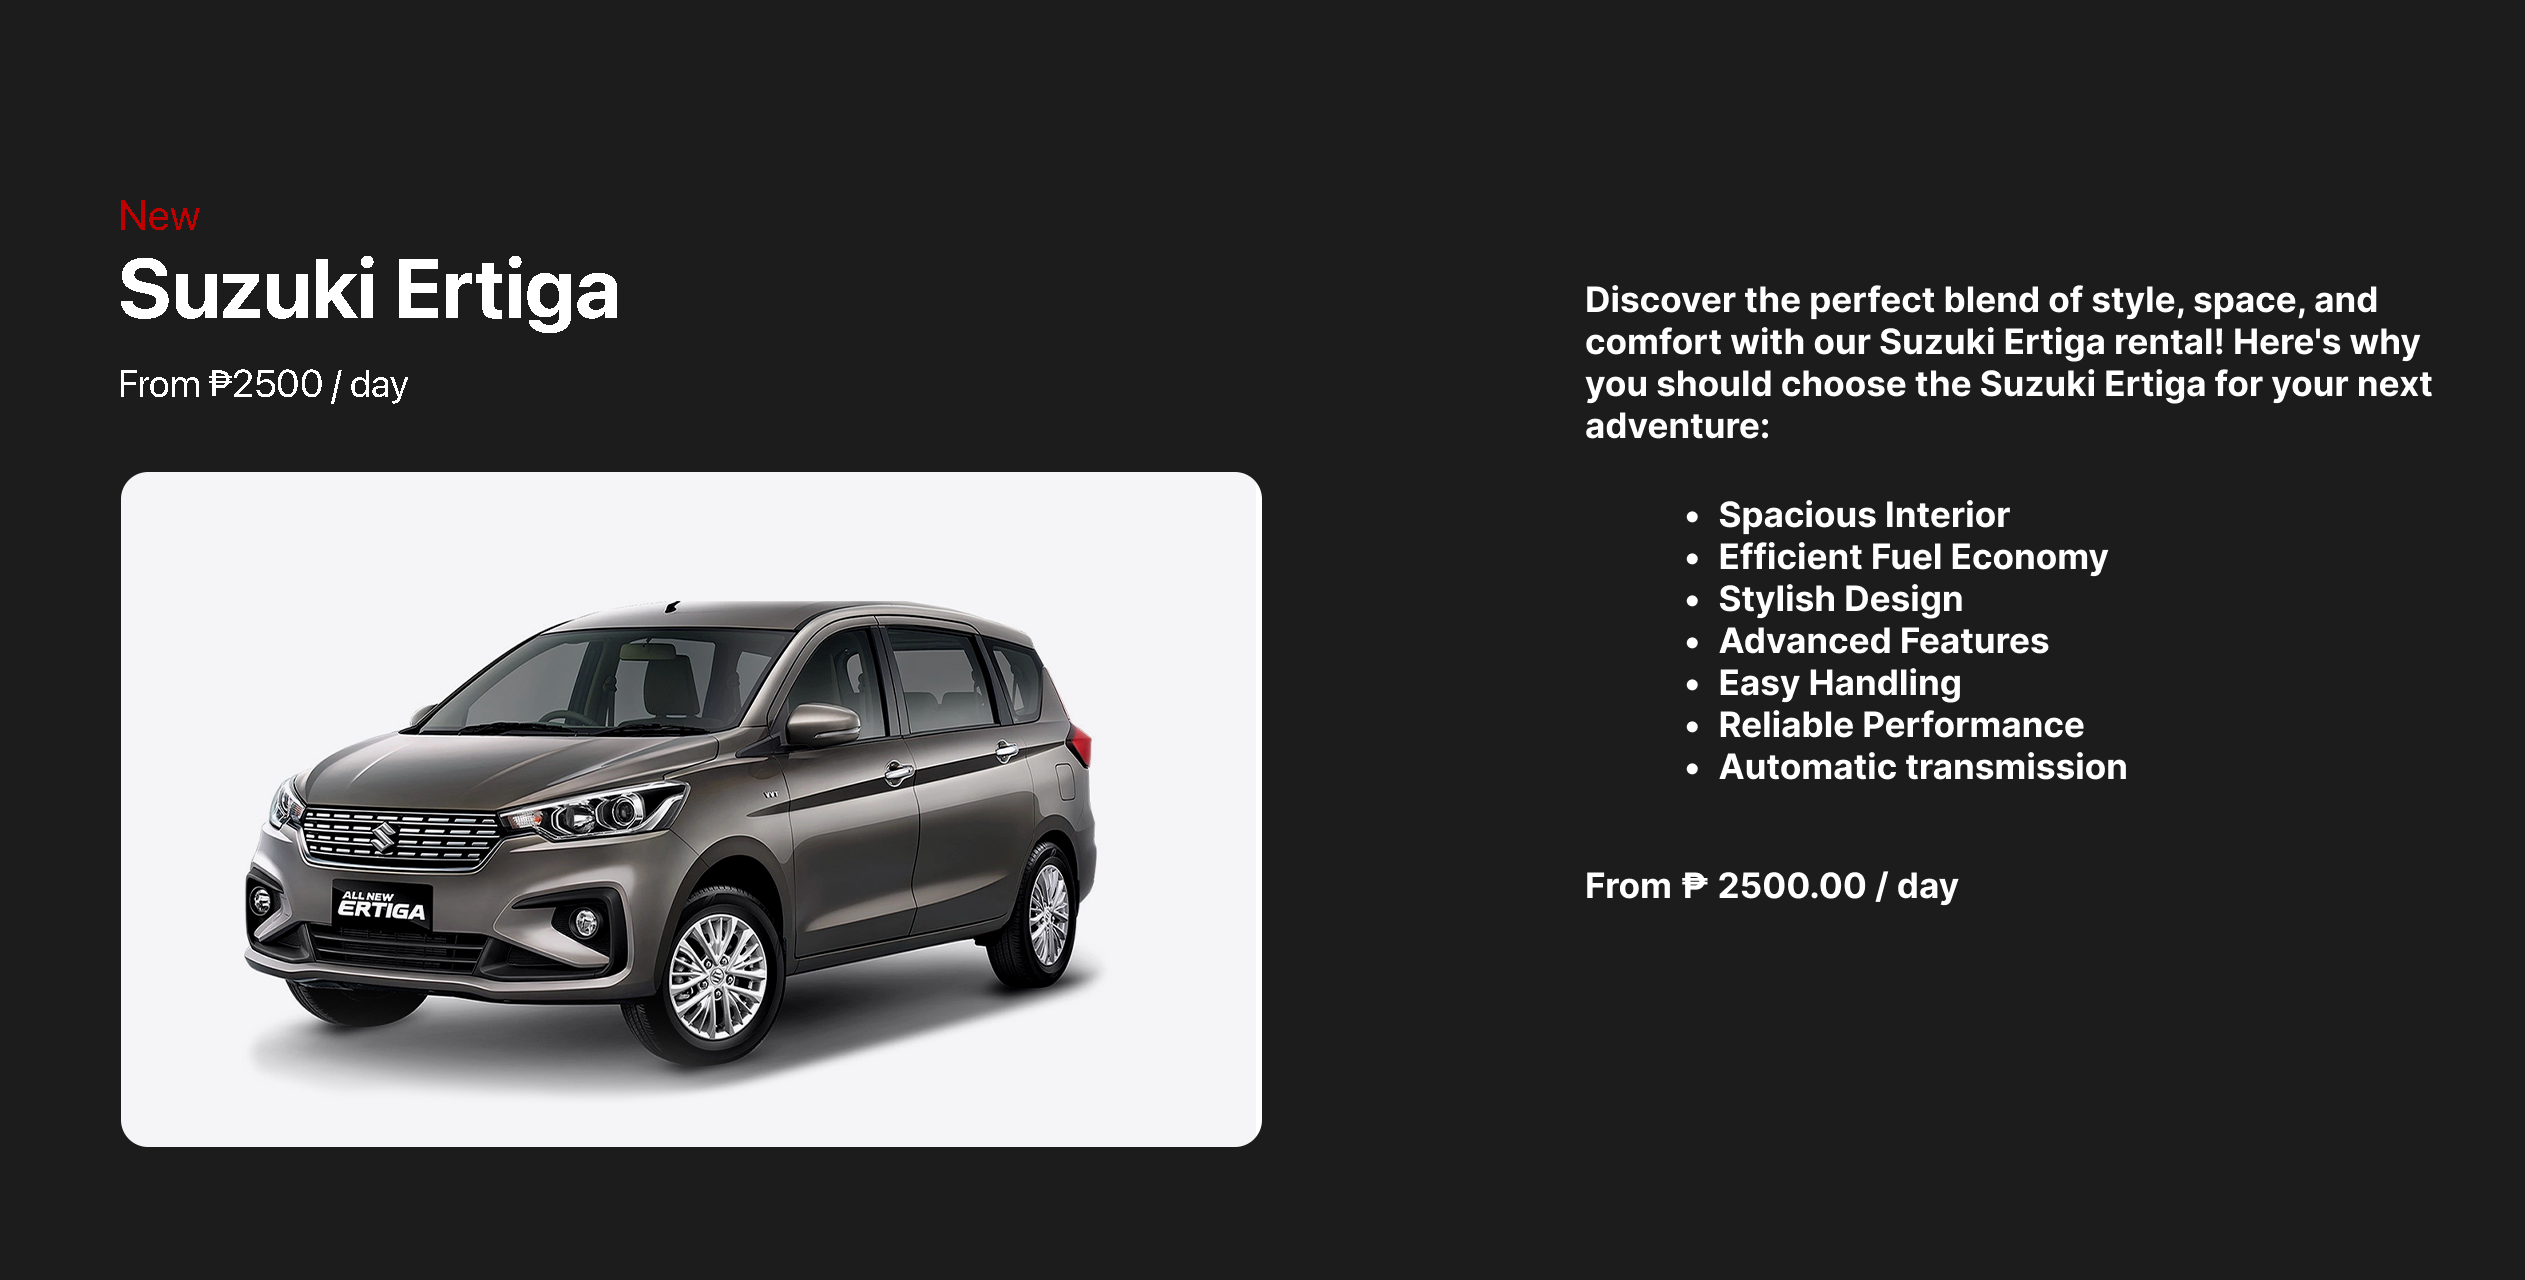 New
Suzuki Ertiga
From ₱2500 / day
ALL NEW
ERTIGA
VVT
Discover the perfect blend of style, space, and
comfort with our Suzuki Ertiga rental! Here's why
you should choose the Suzuki Ertiga for your next
adventure:
• Spacious Interior
• Efficient Fuel Economy
• Stylish Design
• Advanced Features
• Easy Handling
• Reliable Performance
• Automatic transmission
From ₱ 2500.00 / day